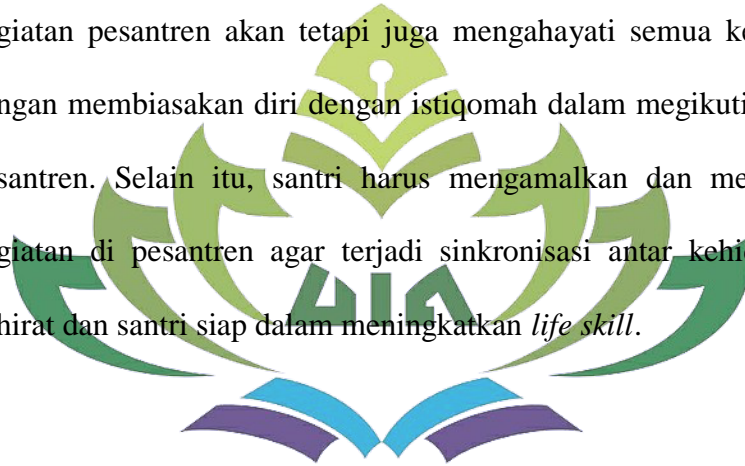 giatan pesantren akan tetapi juga mengahayati semua ke
ngan membiasakan diri dengan istiqomah dalam megikuti
santren. Selain itu, santri harus mengamalkan dan me
giatan di pesantren agar terjadi sinkronisasi antar kehi
hirat dan santri siap dalam meningkatkan life skill.
UIN